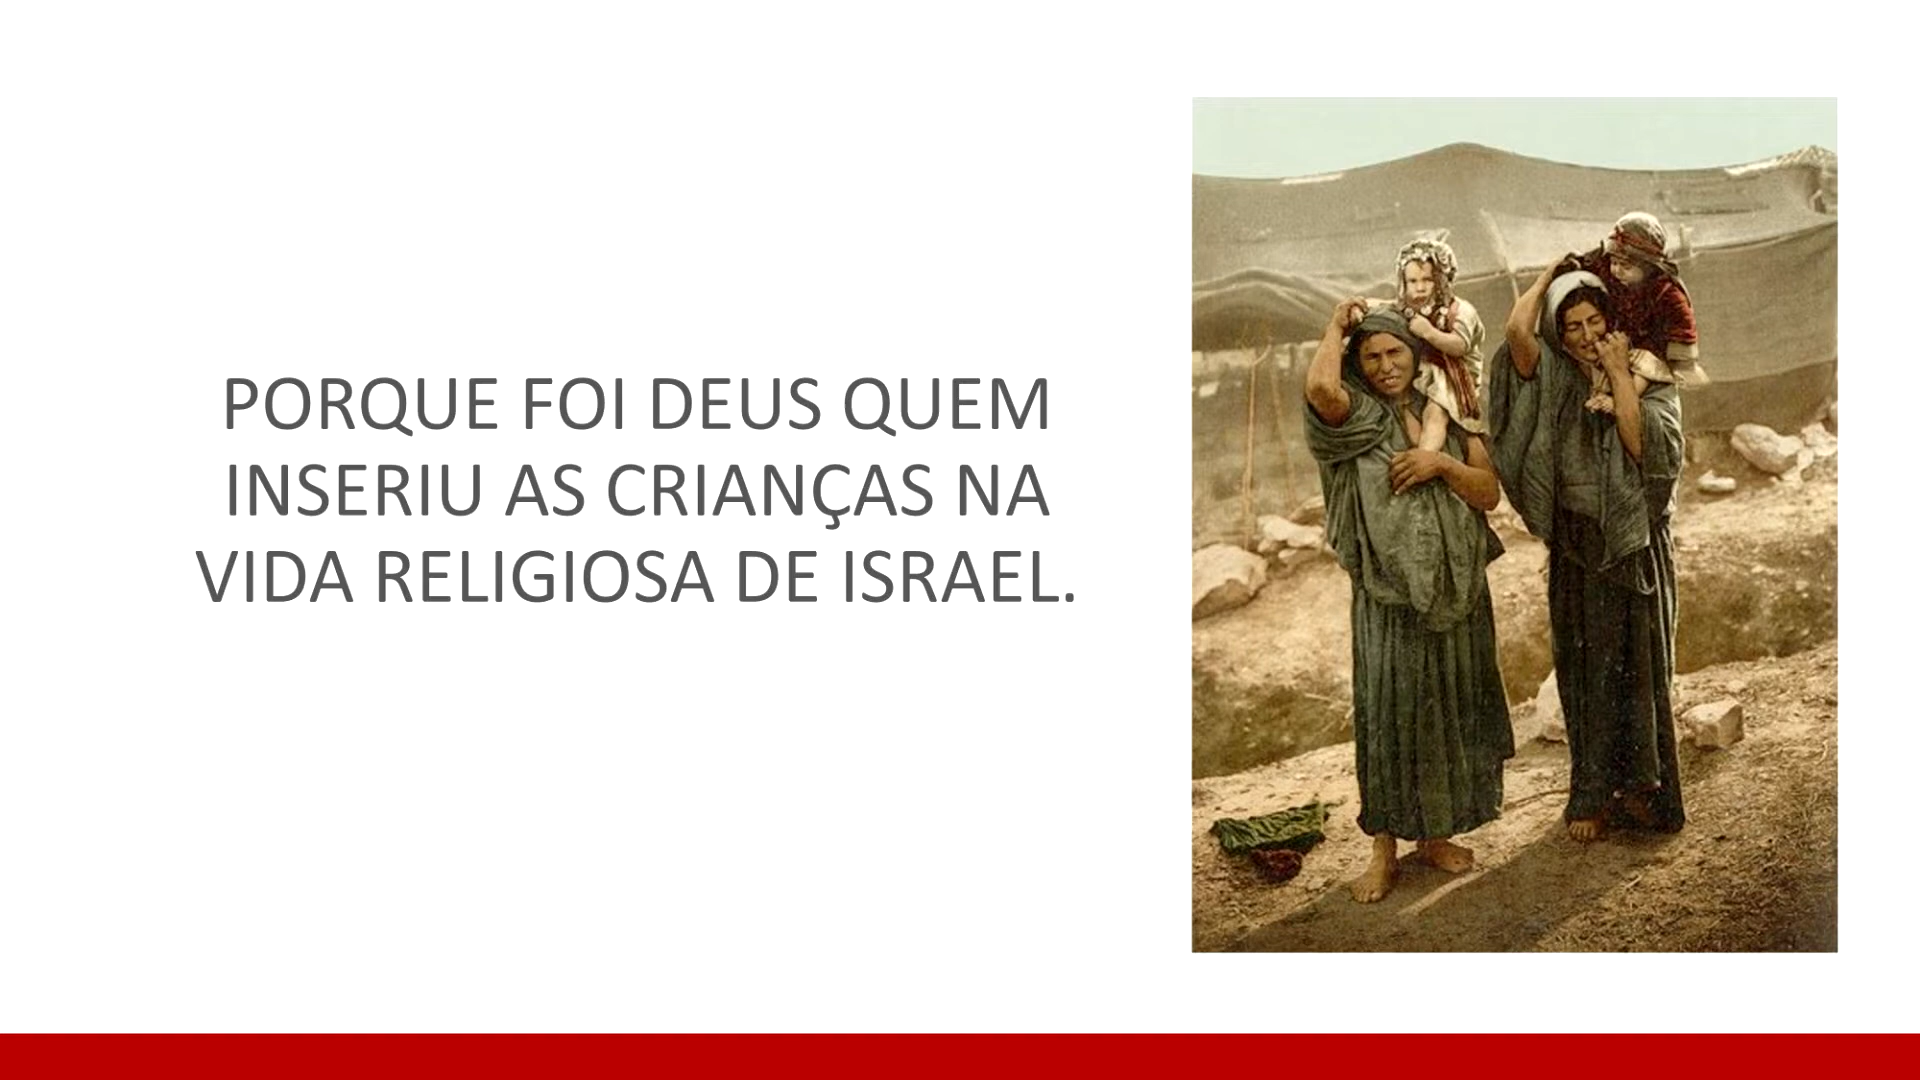 PORQUE FOI DEUS QUEM
INSERIU AS CRIANÇAS NA
VIDA RELIGIOSA DE ISRAEL.